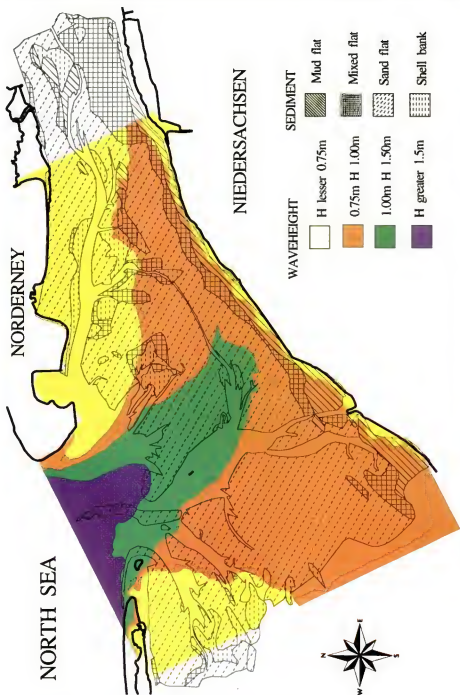 NORTH SEA
NORDERNEY
NIEDERSACHSEN
WAVEHEIGHT
H lesser 0.75m
0.75m H 1.00m
1.00m H 1.50m
H greater 1.5m
SEDIMENT
Mud flat
Mixed flat
Sand flat
Shell bank
N
E
S
W